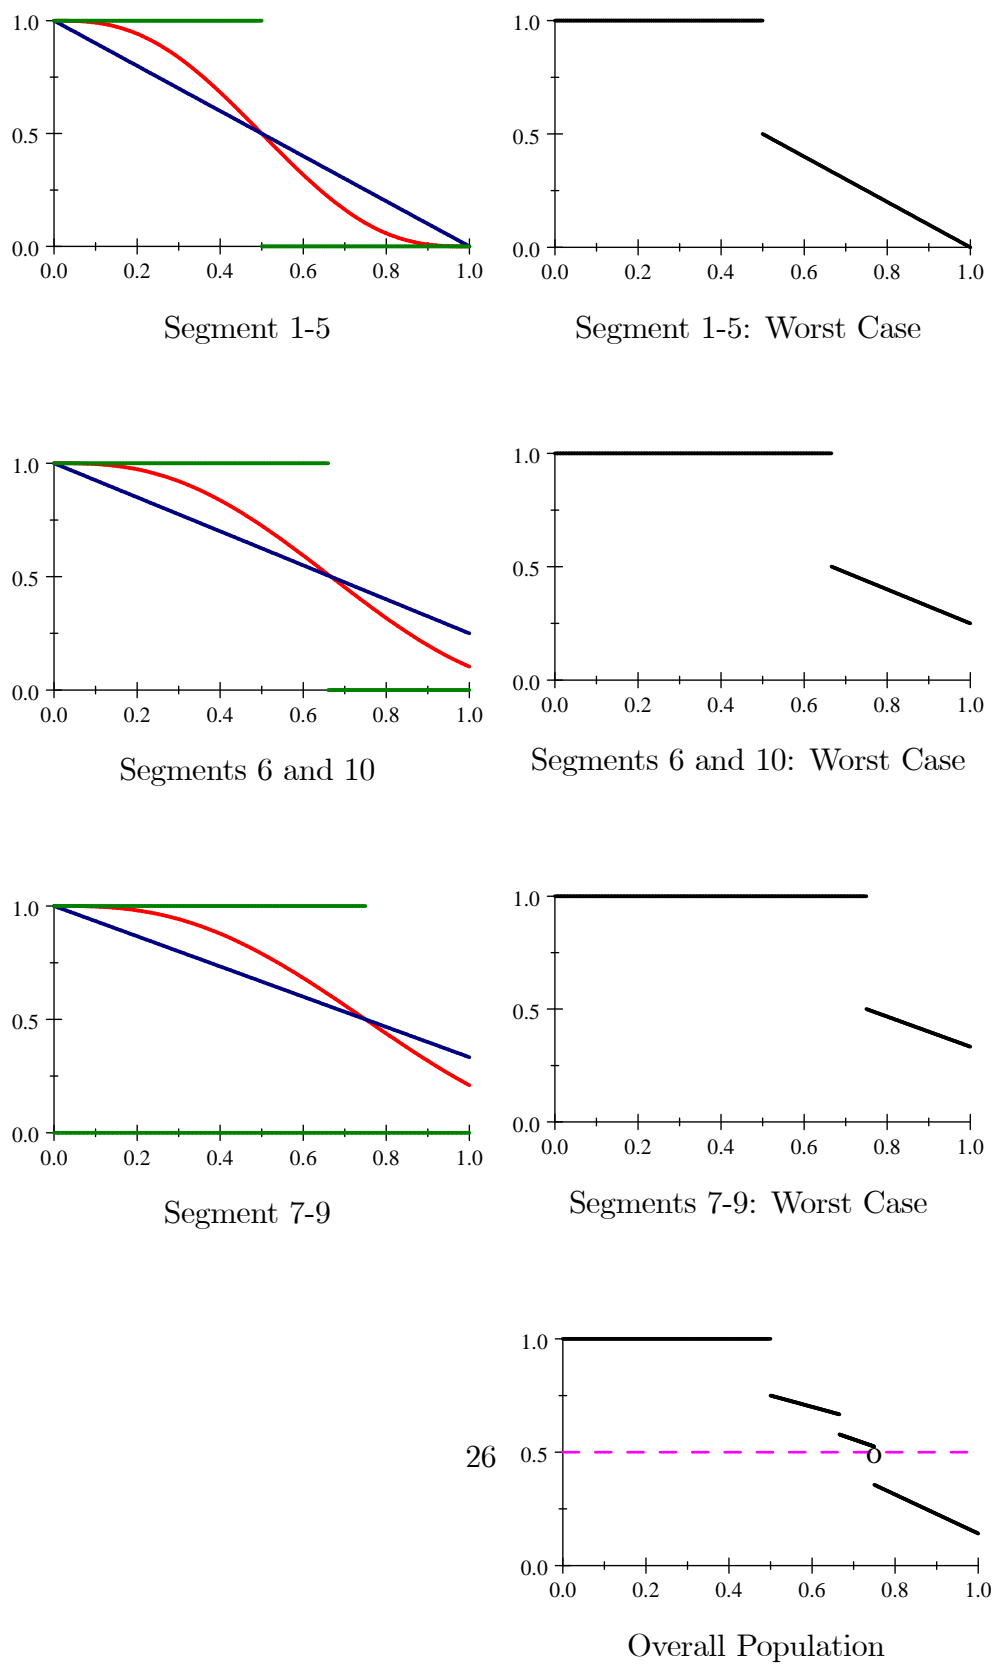 1.0
0.5
0.0
0.0 0.2 0.4 0.6 0.8 1.0
Segment 1-5
1.0
0.5
0.0
0.0 0.2 0.4 0.6 0.8 1.0
Segment 1-5: Worst Case
1.0
0.5
0.0
0.0 0.2 0.4 0.6 0.8 1.0
Segments 6 and 10
1.0
0.5
0.0
0.0 0.2 0.4 0.6 0.8 1.0
Segments 6 and 10: Worst Case
1.0
0.5
0.0
0.0 0.2 0.4 0.6 0.8 1.0
Segment 7-9
1.0
0.5
0.0
0.0 0.2 0.4 0.6 0.8 1.0
Segments 7-9: Worst Case
26
1.0
0.5
o
0.0
0.0 0.2 0.4 0.6 0.8 1.0
Overall Population